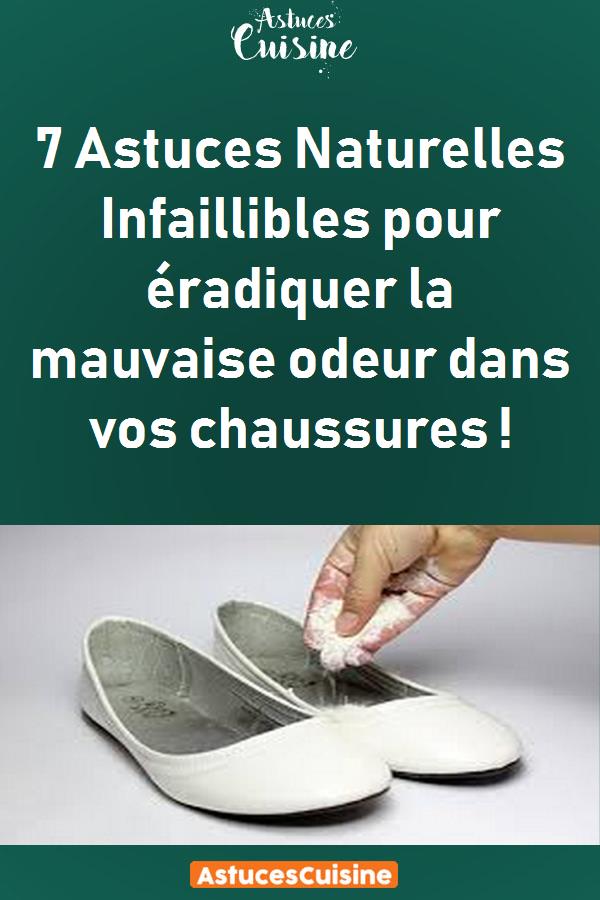 Astuces
Cuisine
7 Astuces Naturelles
Infaillibles pour
éradiquer la
mauvaise odeur dans
vos chaussures !
AstucesCuisine